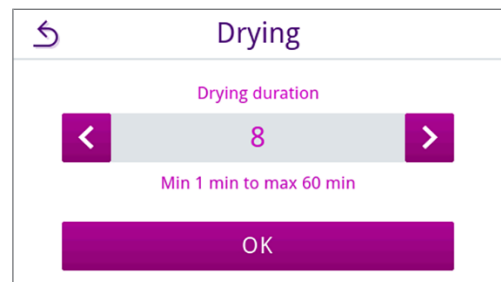 Drying
Drying duration
8
Min 1 min to max 60 min
OK